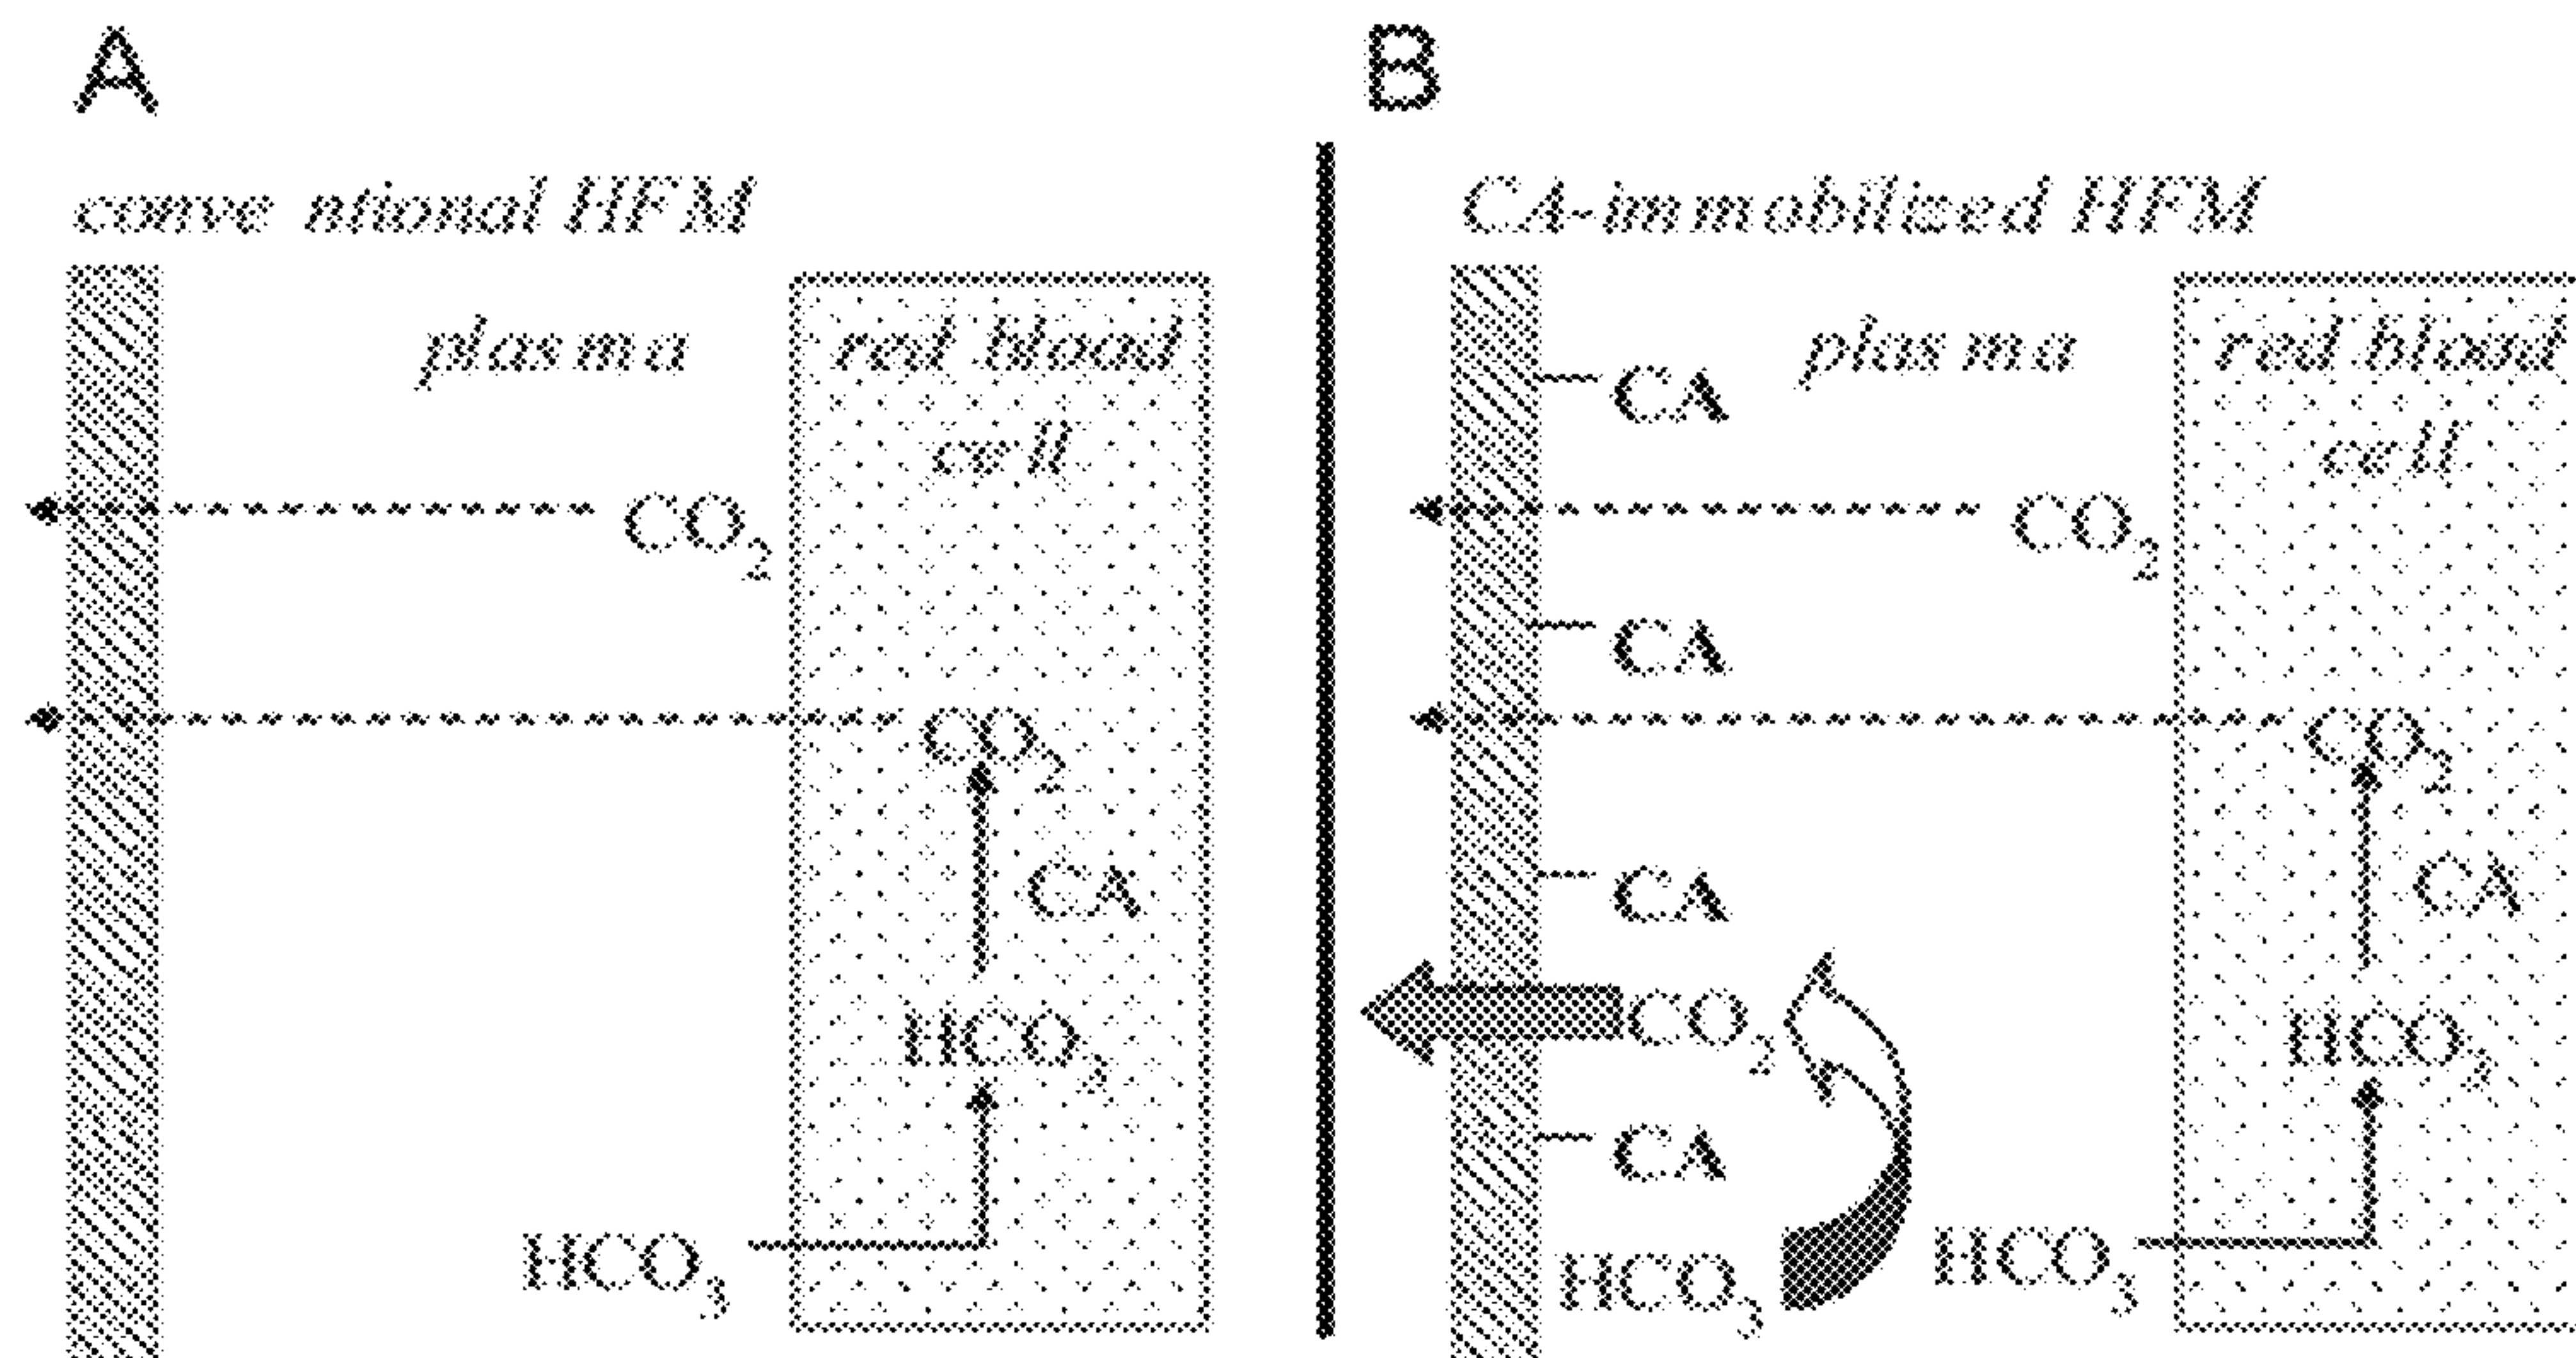 A
conve ntional HFM
plasma
red blood
cell
CO2
CO2
CA
HCO3
HCO3
B
CA-immobilized HFM
plasma
red blood
cell
CA
CO2
CA
CO2
CA
CA
CO2
HCO3
CA
HCO3
HCO3